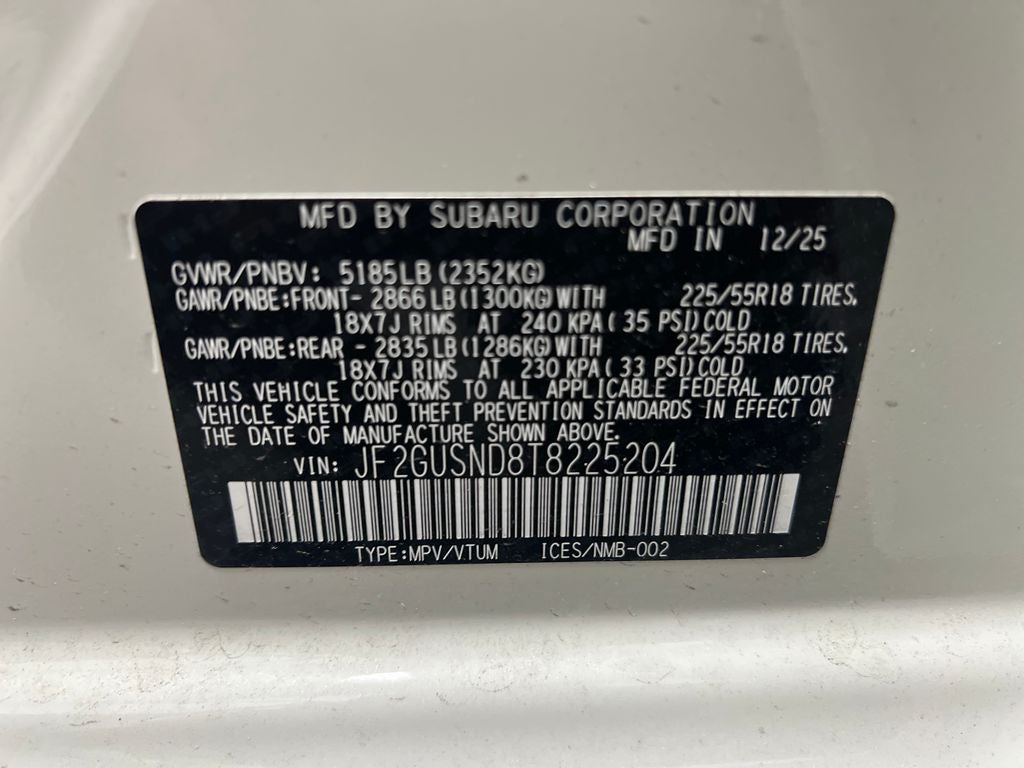 MFD BY SUBARU CORPORATION
MFD IN 12/25
GVWR/PNBV: 5185LB (2352KG)
GAWR/PNBE:FRONT- 2866 LB(1300KG)WITH 225/55R18 TIRES.
18X7J RIMS AT 240 KPA( 35 PSI)COLD
GAWR/PNBE:REAR - 2835 LB(1286KG)WITH 225/55R18 TIRES.
18X7J RIMS AT 230 KPA( 33 PSI)COLD
THIS VEHICLE CONFORMS TO ALL APPLICABLE FEDERAL MOTOR
VEHICLE SAFETY AND THEFT PREVENTION STANDARDS IN EFFECT ON
THE DATE OF MANUFACTURE SHOWN ABOVE.
VIN: JF2GUSND8T8225204
TYPE:MPV/V.TUM ICES/NMB-002